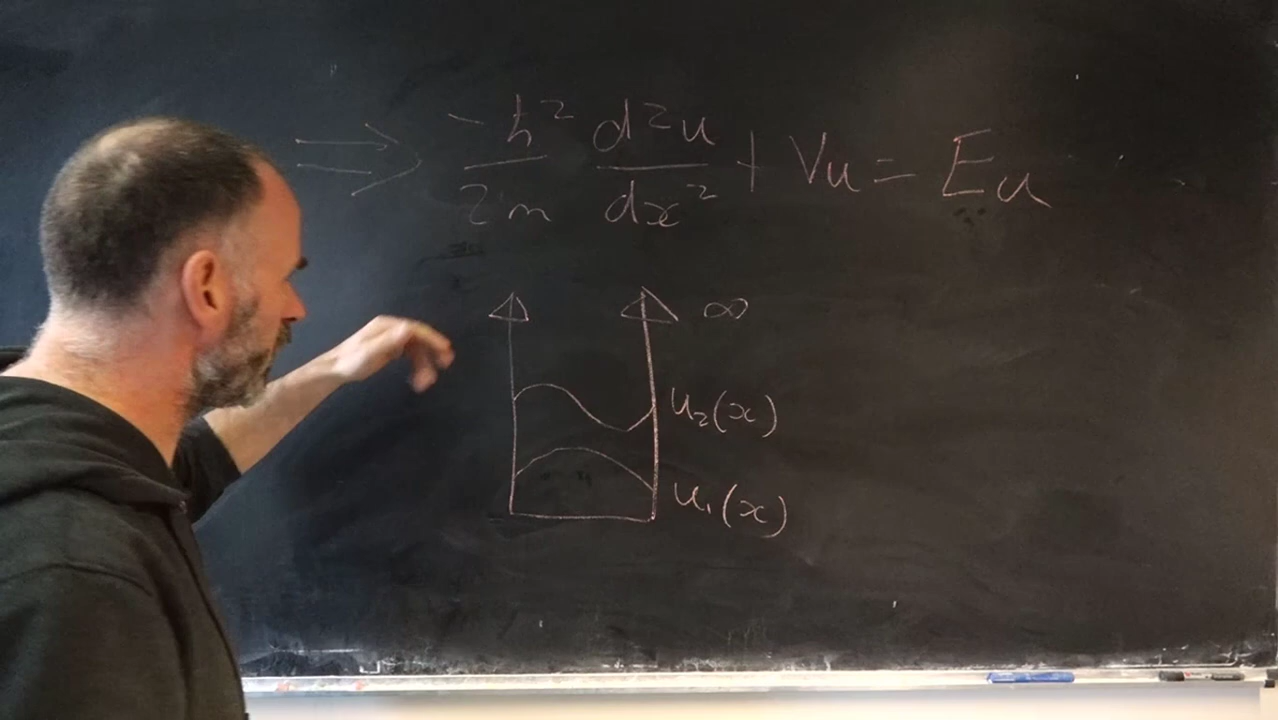 ⇒ -ħ²/2m d²u/dx² + Vu = Eu
∞
u₂(x)
u₁(x)